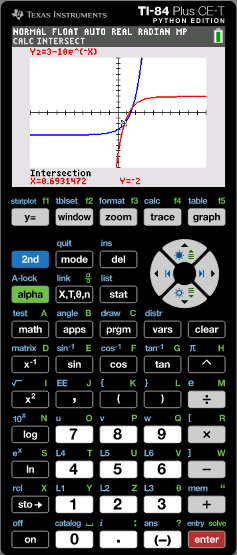 TEXAS INSTRUMENTS TI-84 Plus CE-T
PYTHON EDITION
NORMAL FLOAT AUTO REAL RADIAN MP
CALC INTERSECT
Y2=3-10e^(-X)
Intersection
X=0.6931472 Y=-2
statplot f1 tblset f2 format f3 calc f4 table f5
y= window zoom trace graph
quit ins
2nd mode del
A-lock link list
alpha X,T,θ,n stat
test A angle B draw C distr
math apps prgm vars clear
matrix D sin⁻¹ E cos⁻¹ F tan⁻¹ G π H
x⁻¹ sin cos tan ^
√ I EE J { K } L e M
x² , ( ) ÷
10ˣ N u O v P w Q [ R
log 7 8 9 ×
eˣ S L4 T L5 U L6 V ] W
ln 4 5 6 −
rcl X L1 Y L2 Z L3 θ mem "
sto→ 1 2 3 +
off catalog ⎵ i : ans ? entry solve
on 0 . (−) enter